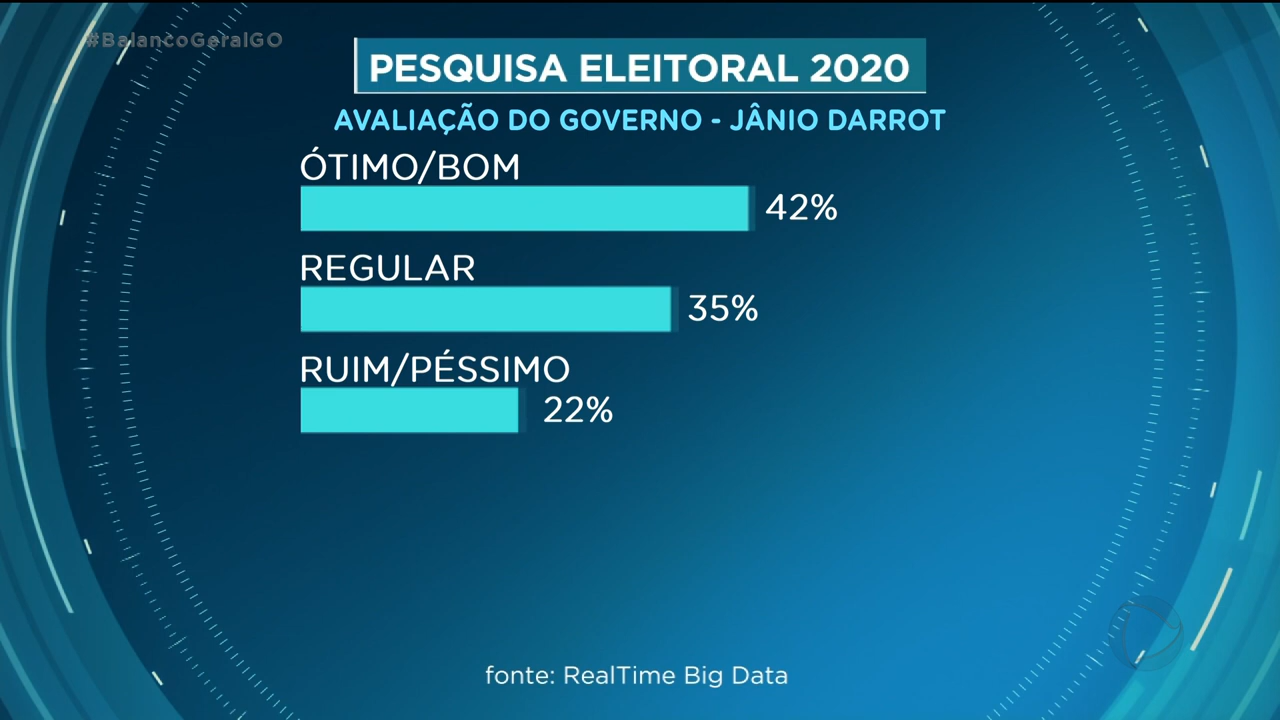 #BalancoGeralGO
PESQUISA ELEITORAL 2020
AVALIAÇÃO DO GOVERNO - JÂNIO DARROT
ÓTIMO/BOM
42%
REGULAR
35%
RUIM/PÉSSIMO
22%
fonte: RealTime Big Data